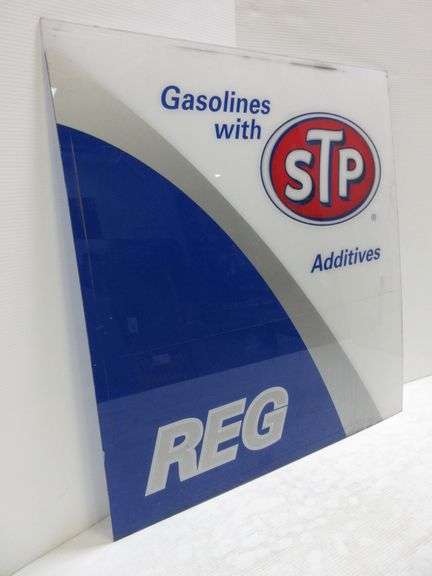 Gasolines
with
STP
®
Additives
REG